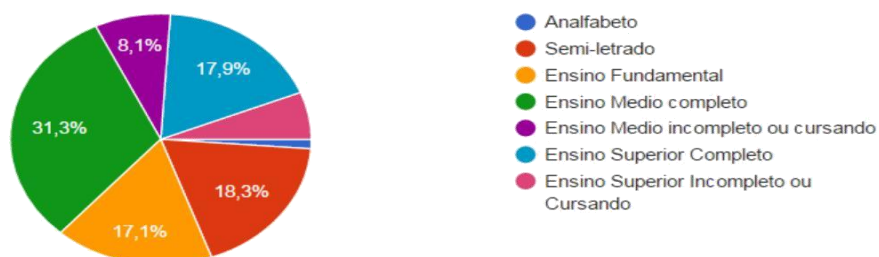 8,1%
17,9%
31,3%
18,3%
17,1%
Analfabeto
Semi-letrado
Ensino Fundamental
Ensino Medio completo
Ensino Medio incompleto ou cursando
Ensino Superior Completo
Ensino Superior Incompleto ou
Cursando